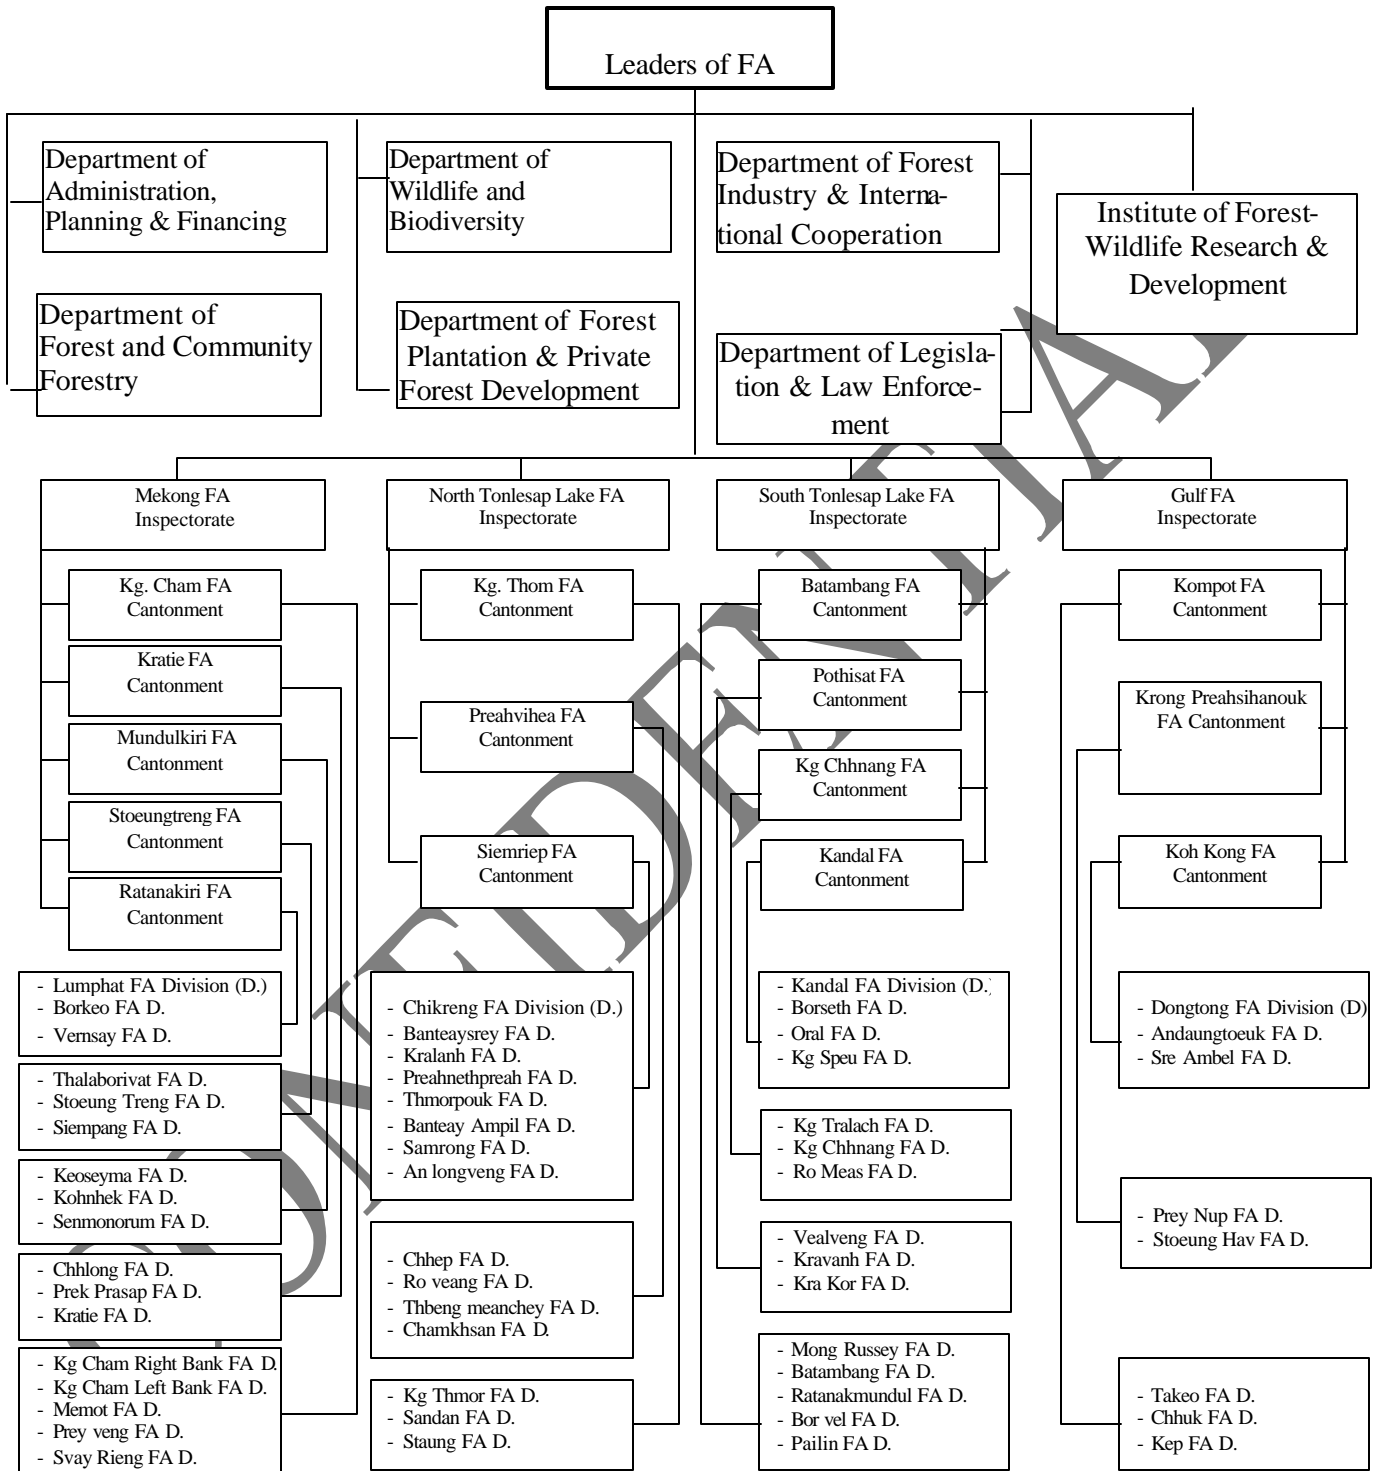 Leaders of FA
Department of
Administration,
Planning & Financing
Department of
Wildlife and
Biodiversity
Department of Forest
Industry & Interna-
tional Cooperation
Institute of Forest-
Wildlife Research &
Development
Department of
Forest and Community
Forestry
Department of Forest
Plantation & Private
Forest Development
Department of Legisla-
tion & Law Enforce-
ment
Mekong FA
Inspectorate
North Tonlesap Lake FA
Inspectorate
South Tonlesap Lake FA
Inspectorate
Gulf FA
Inspectorate
Kg. Cham FA
Cantonment
Kratie FA
Cantonment
Mundulkiri FA
Cantonment
Stoeungtreng FA
Cantonment
Ratanakiri FA
Cantonment
- Lumphat FA Division (D.)
- Borkeo FA D.
- Vernsay FA D.
- Thalaborivat FA D.
- Stoeung Treng FA D.
- Siempang FA D.
- Keoseyma FA D.
- Kohnhek FA D.
- Senmonorum FA D.
- Chhlong FA D.
- Prek Prasap FA D.
- Kratie FA D.
- Kg Cham Right Bank FA D.
- Kg Cham Left Bank FA D.
- Memot FA D.
- Prey veng FA D.
- Svay Rieng FA D.
Kg. Thom FA
Cantonment
Preahvihea FA
Cantonment
Siemriep FA
Cantonment
- Chikreng FA Division (D.)
- Banteaysrey FA D.
- Kralanh FA D.
- Preahnethpreah FA D.
- Thmorpouk FA D.
- Banteay Ampil FA D.
- Samrong FA D.
- An longveng FA D.
- Chhep FA D.
- Ro veang FA D.
- Thbeng meanchey FA D.
- Chamkhsan FA D.
- Kg Thmor FA D.
- Sandan FA D.
- Staung FA D.
Batambang FA
Cantonment
Pothisat FA
Cantonment
Kg Chhnang FA
Cantonment
Kandal FA
Cantonment
- Kandal FA Division (D.)
- Borseth FA D.
- Oral FA D.
- Kg Speu FA D.
- Kg Tralach FA D.
- Kg Chhnang FA D.
- Ro Meas FA D.
- Vealveng FA D.
- Kravanh FA D.
- Kra Kor FA D.
- Mong Russey FA D.
- Batambang FA D.
- Ratanakmundul FA D.
- Bor vel FA D.
- Pailin FA D.
Kompot FA
Cantonment
Krong Preahsihanouk
FA Cantonment
Koh Kong FA
Cantonment
- Dongtong FA Division (D)
- Andaungtoeuk FA D.
- Sre Ambel FA D.
- Prey Nup FA D.
- Stoeung Hav FA D.
- Takeo FA D.
- Chhuk FA D.
- Kep FA D.
CONFIDENTIAL